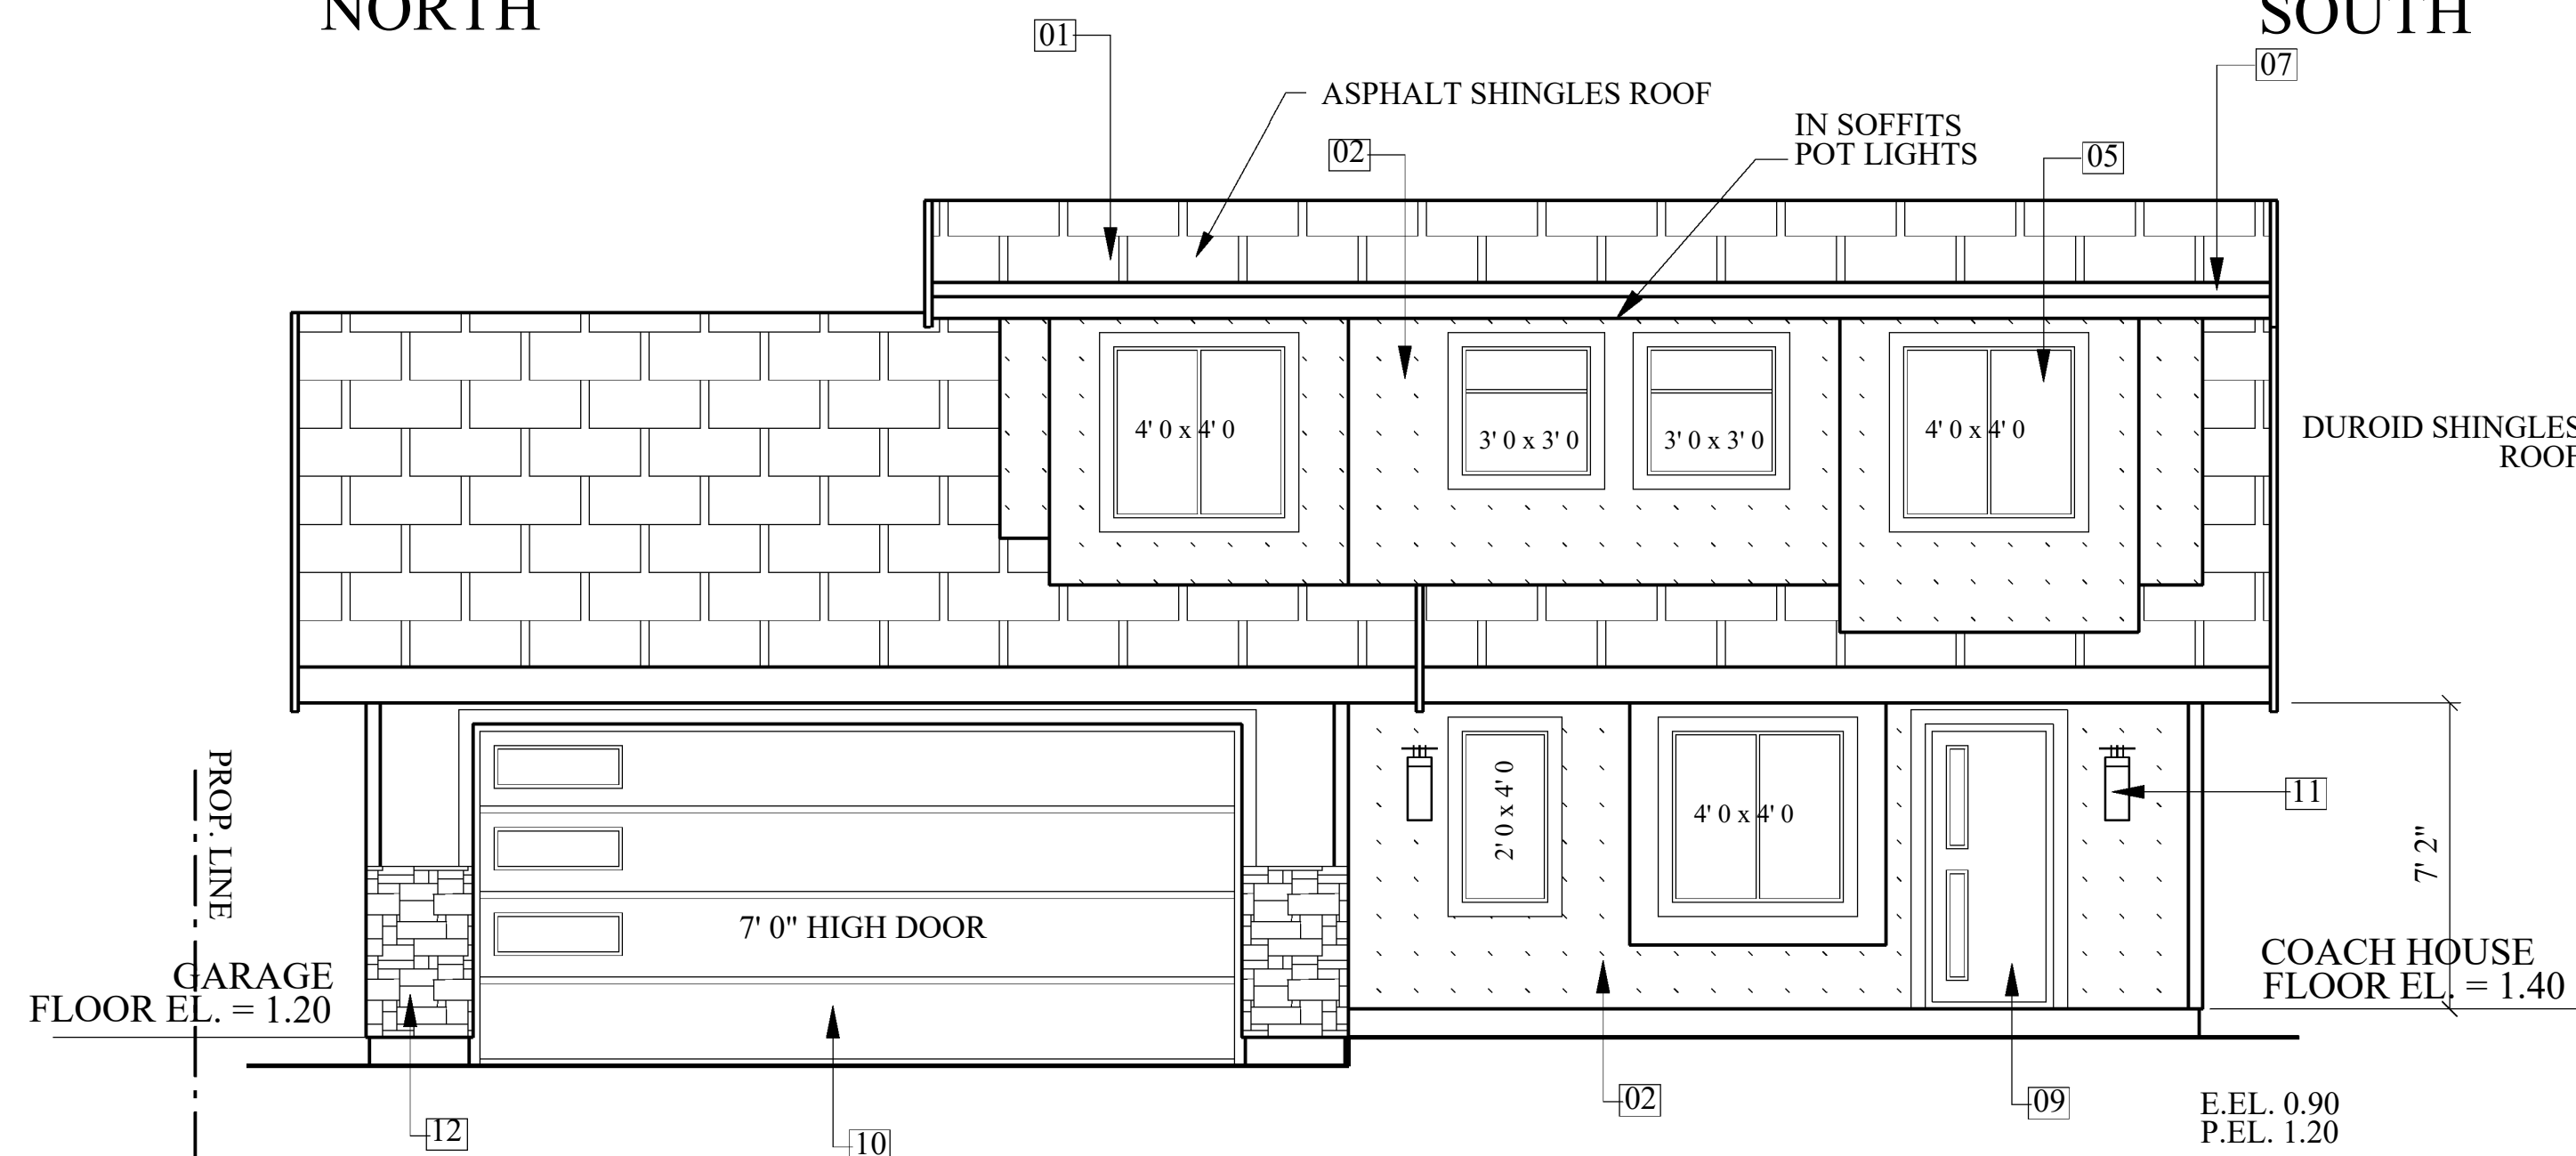 NORTH
SOUTH
01
07
ASPHALT SHINGLES ROOF
IN SOFFITS
POT LIGHTS
02
05
4' 0 x 4' 0
3' 0 x 3' 0
3' 0 x 3' 0
4' 0 x 4' 0
DUROID SHINGLES
ROOF
PROP. LINE
2' 0 x 4' 0
4' 0 x 4' 0
11
7' 2"
7' 0" HIGH DOOR
GARAGE
FLOOR EL. = 1.20
COACH HOUSE
FLOOR EL. = 1.40
12
10
02
09
E.EL. 0.90
P.EL. 1.20